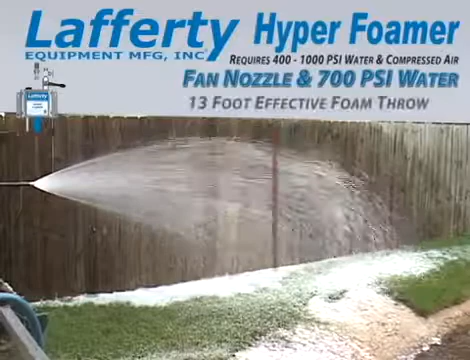 Lafferty
EQUIPMENT MFG, INC
Hyper Foamer
REQUIRES 400 - 1000 PSI WATER & COMPRESSED AIR
FAN NOZZLE & 700 PSI WATER
13 FOOT EFFECTIVE FOAM THROW
Lafferty